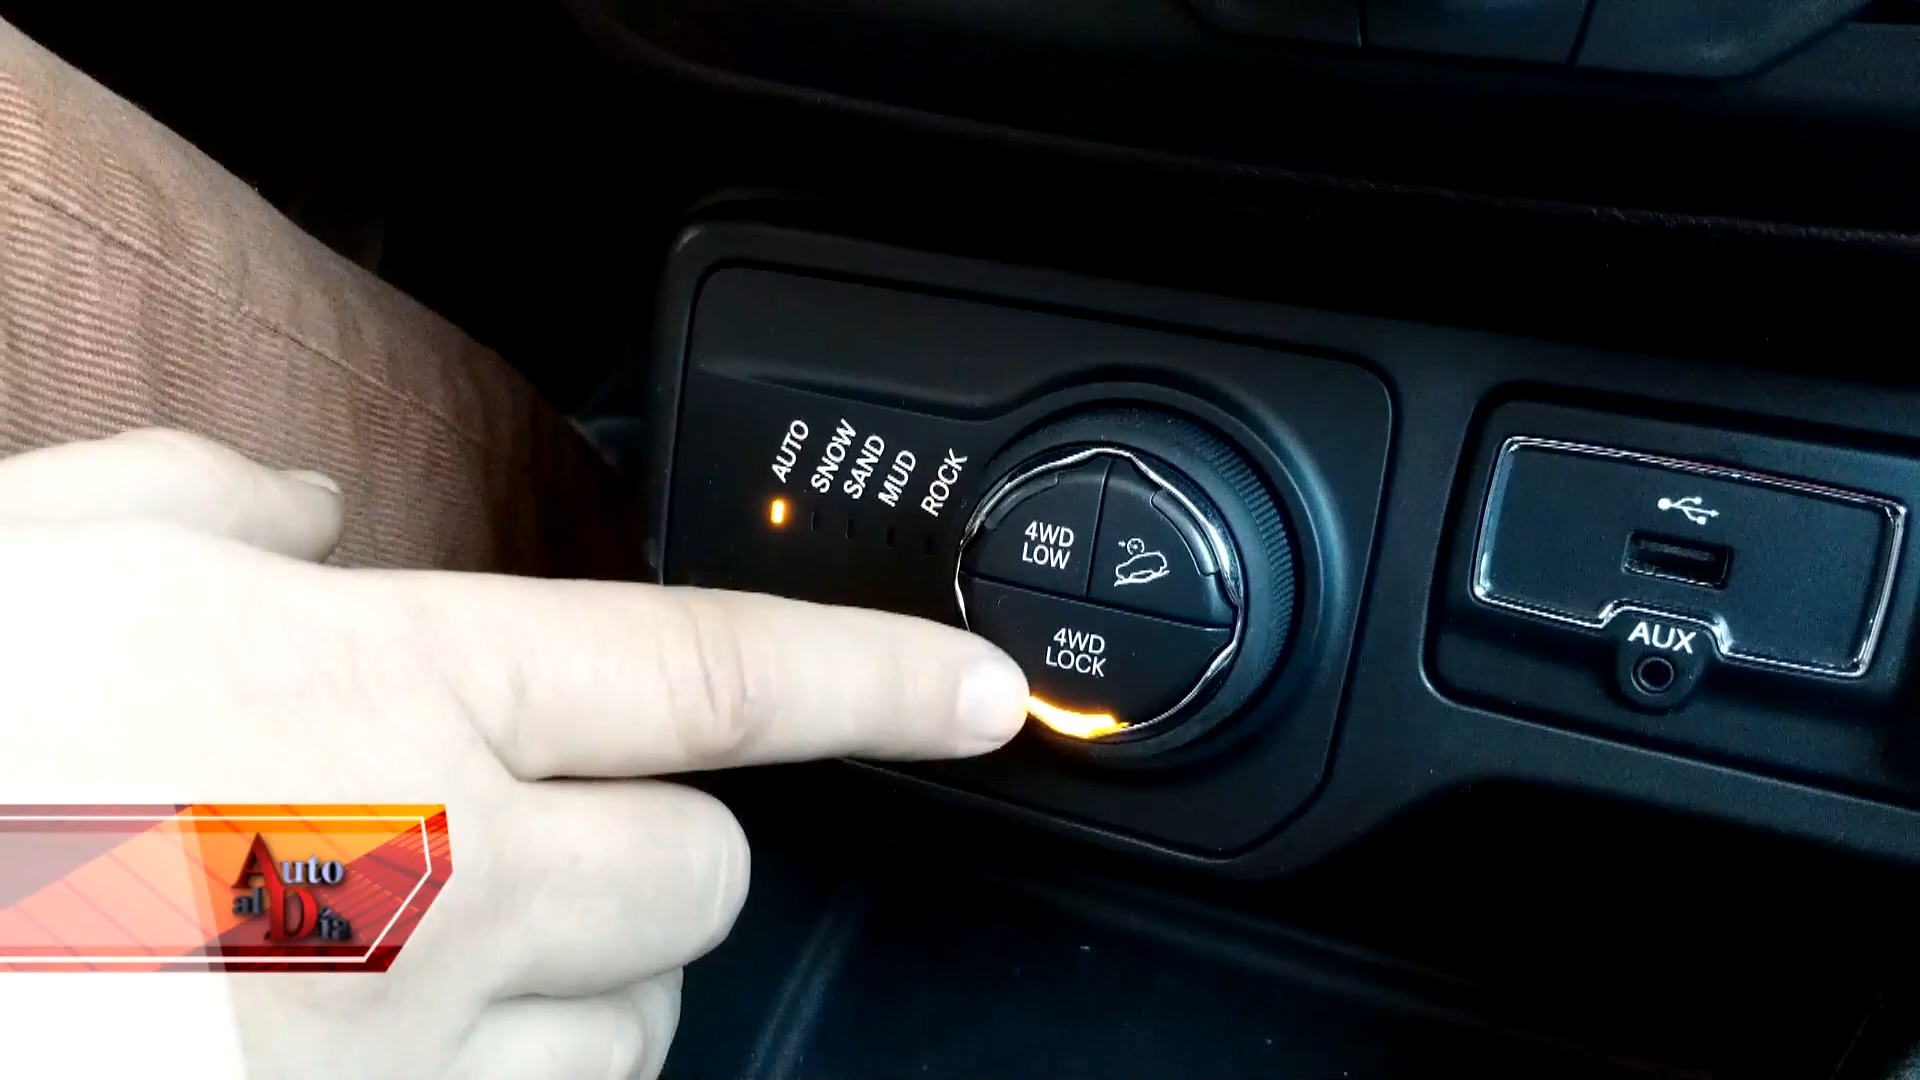 AUTO
SNOW
SAND
MUD
ROCK
4WD
LOW
4WD
LOCK
AUX
Auto
al Día